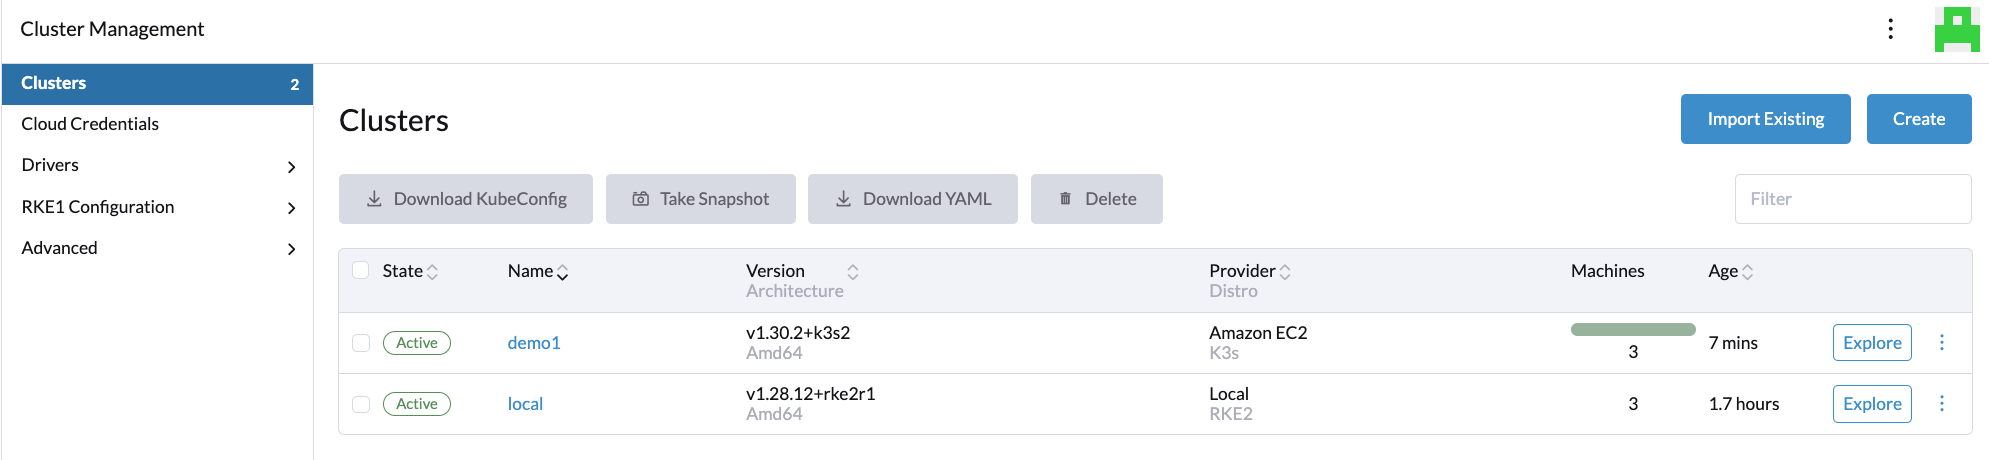 Cluster Management
Clusters 2
Cloud Credentials
Drivers
RKE1 Configuration
Advanced
Clusters
Import Existing Create
Download KubeConfig Take Snapshot Download YAML Delete Filter
State Name Version Provider Machines Age
Architecture Distro
Active demo1 v1.30.2+k3s2 Amazon EC2 3 7 mins Explore
Amd64 K3s
Active local v1.28.12+rke2r1 Local 3 1.7 hours Explore
Amd64 RKE2